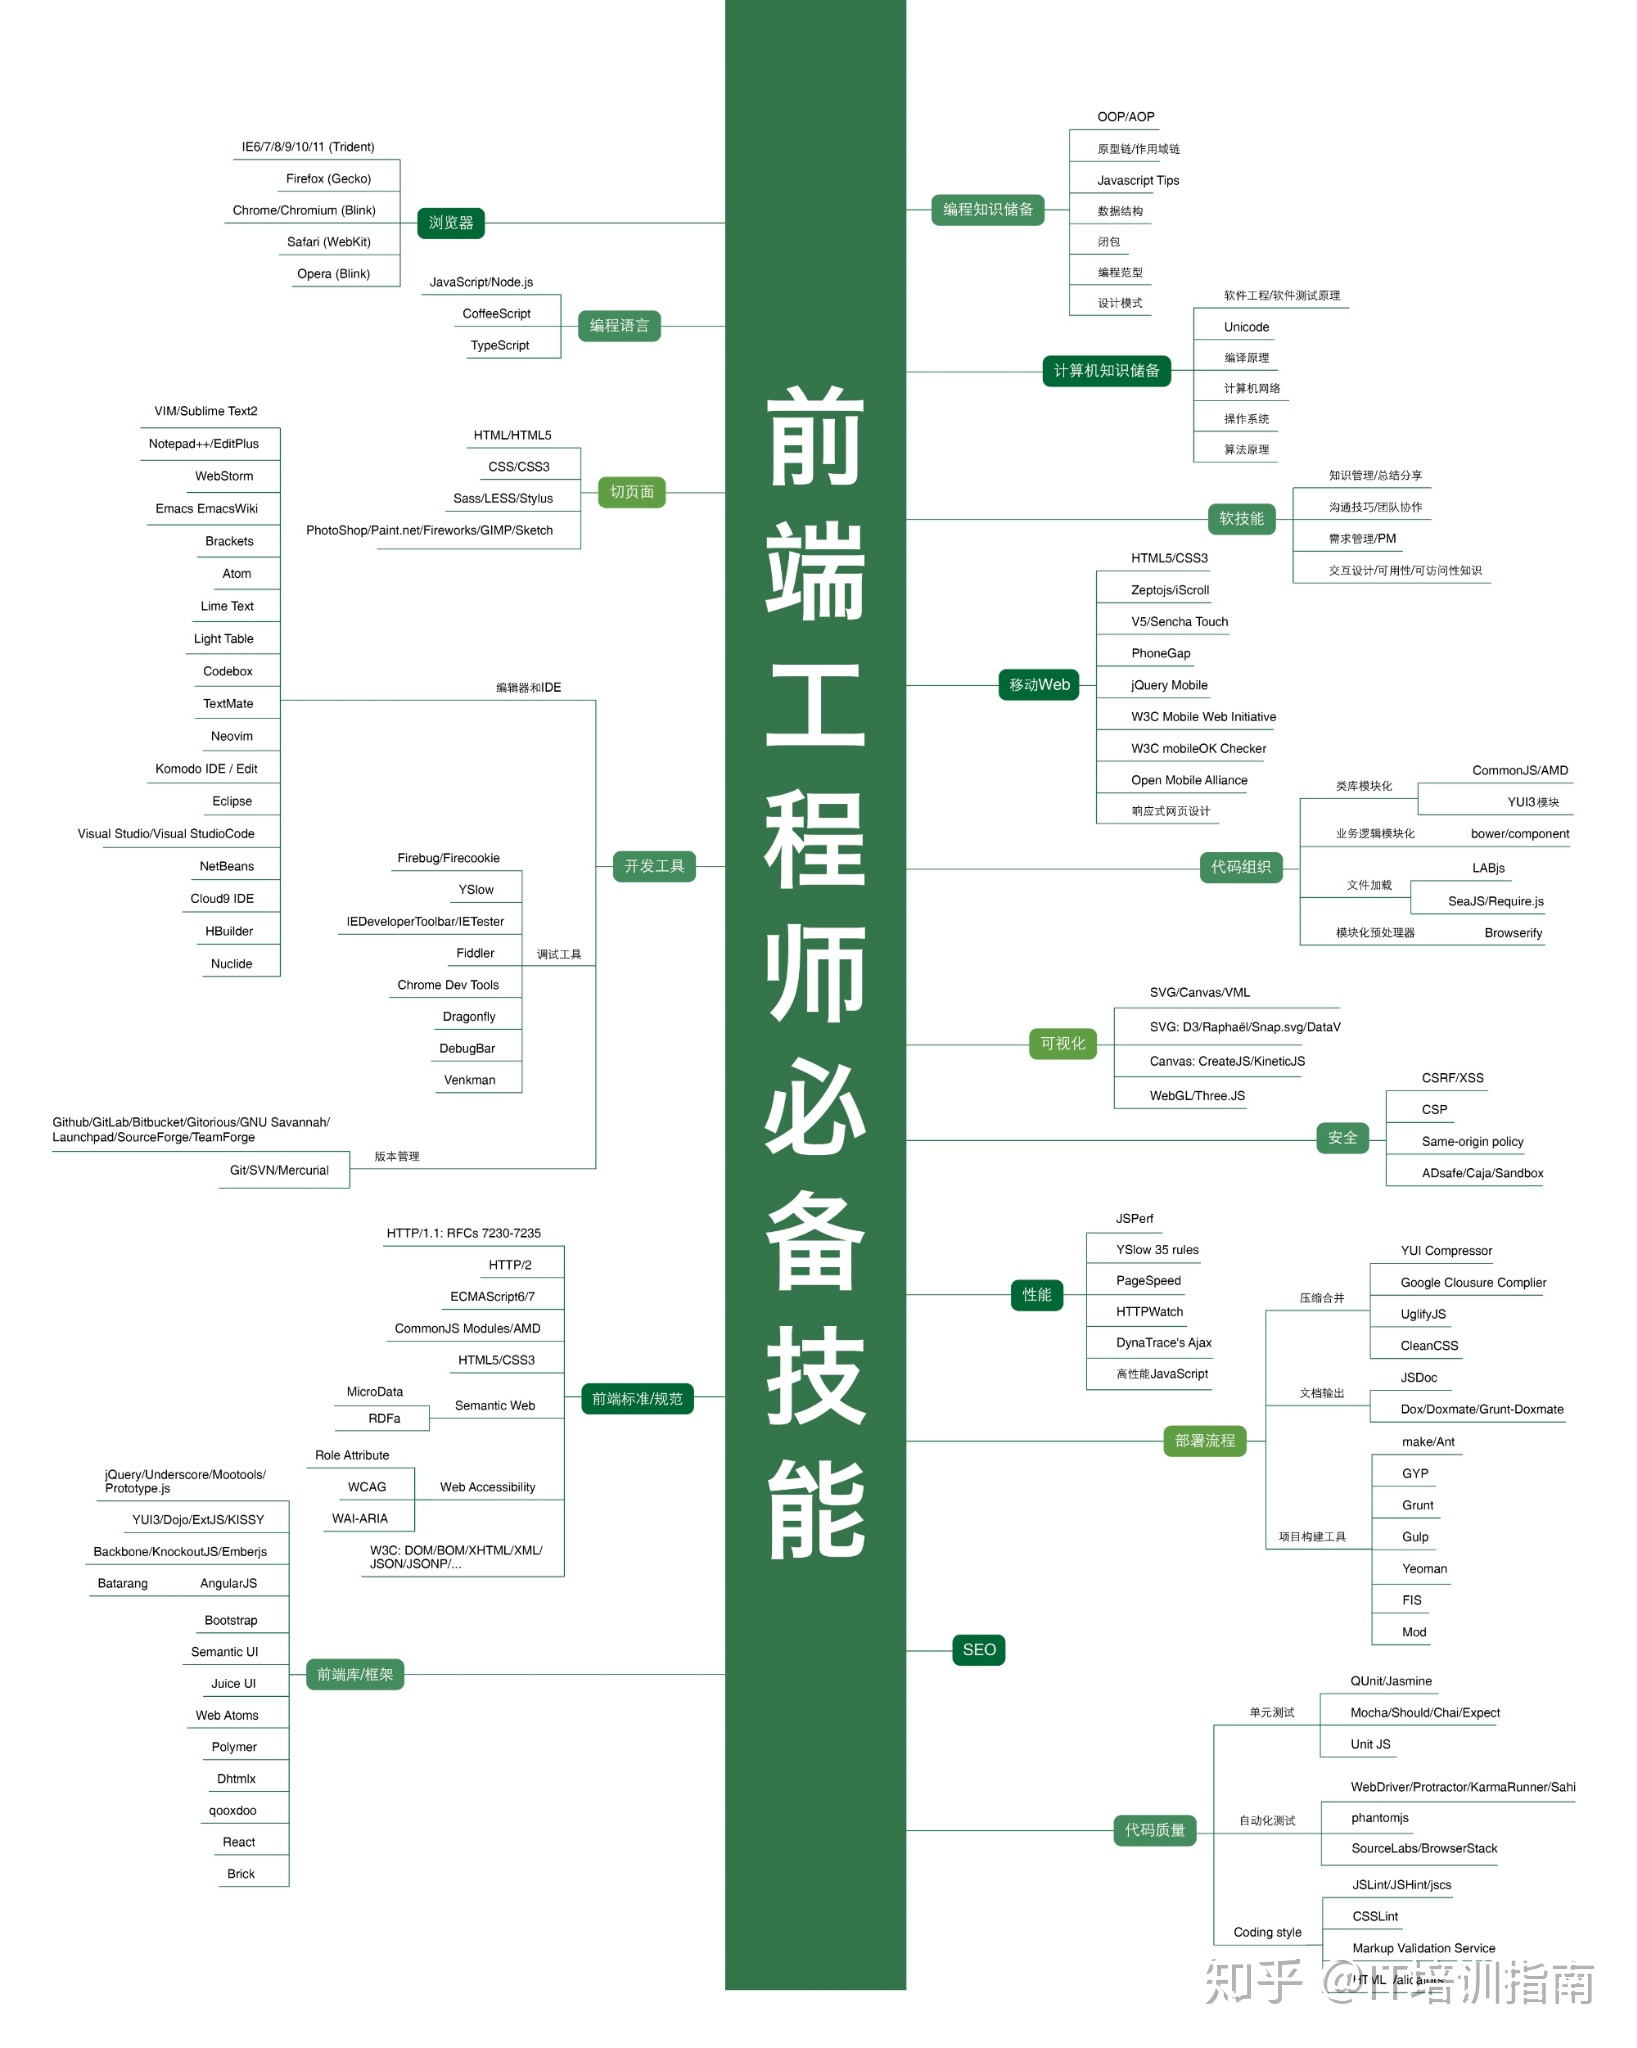 前端工程师必备技能
浏览器
IE6/7/8/9/10/11 (Trident)
Firefox (Gecko)
Chrome/Chromium (Blink)
Safari (WebKit)
Opera (Blink)
编程语言
JavaScript/Node.js
CoffeeScript
TypeScript
切页面
HTML/HTML5
CSS/CSS3
Sass/LESS/Stylus
PhotoShop/Paint.net/Fireworks/GIMP/Sketch
开发工具
编辑器和IDE
VIM/Sublime Text2
Notepad++/EditPlus
WebStorm
Emacs EmacsWiki
Brackets
Atom
Lime Text
Light Table
Codebox
TextMate
Neovim
Komodo IDE / Edit
Eclipse
Visual Studio/Visual StudioCode
NetBeans
Cloud9 IDE
HBuilder
Nuclide
调试工具
Firebug/Firecookie
YSlow
IEDeveloperToolbar/IETester
Fiddler
Chrome Dev Tools
Dragonfly
DebugBar
Venkman
版本管理
Github/GitLab/Bitbucket/Gitorious/GNU Savannah/
Launchpad/SourceForge/TeamForge
Git/SVN/Mercurial
前端标准/规范
HTTP/1.1: RFCs 7230-7235
HTTP/2
ECMAScript6/7
CommonJS Modules/AMD
HTML5/CSS3
Semantic Web
MicroData
RDFa
Web Accessibility
Role Attribute
WCAG
WAI-ARIA
W3C: DOM/BOM/XHTML/XML/
JSON/JSONP/...
前端库/框架
jQuery/Underscore/Mootools/
Prototype.js
YUI3/Dojo/ExtJS/KISSY
Backbone/KnockoutJS/Emberjs
AngularJS
Batarang
Bootstrap
Semantic UI
Juice UI
Web Atoms
Polymer
Dhtmlx
qooxdoo
React
Brick
编程知识储备
OOP/AOP
原型链/作用域链
Javascript Tips
数据结构
闭包
编程范型
设计模式
计算机知识储备
软件工程/软件测试原理
Unicode
编译原理
计算机网络
操作系统
算法原理
软技能
知识管理/总结分享
沟通技巧/团队协作
需求管理/PM
交互设计/可用性/可访问性知识
移动Web
HTML5/CSS3
Zeptojs/iScroll
V5/Sencha Touch
PhoneGap
jQuery Mobile
W3C Mobile Web Initiative
W3C mobileOK Checker
Open Mobile Alliance
响应式网页设计
代码组织
类库模块化
CommonJS/AMD
YUI3模块
业务逻辑模块化
bower/component
文件加载
LABjs
SeaJS/Require.js
模块化预处理器
Browserify
可视化
SVG/Canvas/VML
SVG: D3/Raphaël/Snap.svg/DataV
Canvas: CreateJS/KineticJS
WebGL/Three.JS
安全
CSRF/XSS
CSP
Same-origin policy
ADsafe/Caja/Sandbox
性能
JSPerf
YSlow 35 rules
PageSpeed
HTTPWatch
DynaTrace's Ajax
高性能JavaScript
部署流程
压缩合并
YUI Compressor
Google Clousure Complier
UglifyJS
CleanCSS
文档输出
JSDoc
Dox/Doxmate/Grunt-Doxmate
项目构建工具
make/Ant
GYP
Grunt
Gulp
Yeoman
FIS
Mod
SEO
代码质量
单元测试
QUnit/Jasmine
Mocha/Should/Chai/Expect
Unit JS
自动化测试
WebDriver/Protractor/KarmaRunner/Sahi
phantomjs
SourceLabs/BrowserStack
Coding style
JSLint/JSHint/jscs
CSSLint
Markup Validation Service
HTML Validators
知乎 @IT培训指南